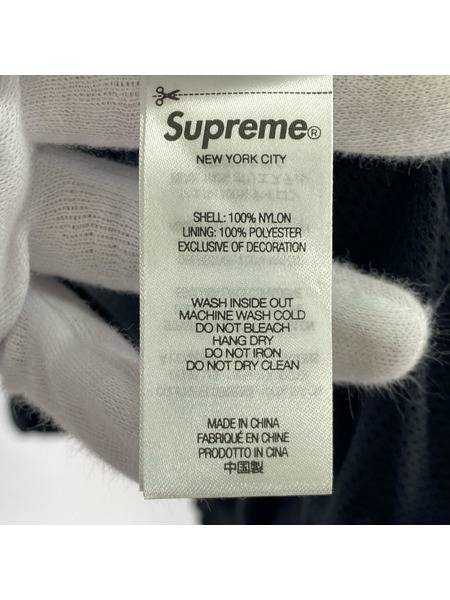 Supreme®
NEW YORK CITY
SHELL: 100% NYLON
LINING: 100% POLYESTER
EXCLUSIVE OF DECORATION
WASH INSIDE OUT
MACHINE WASH COLD
DO NOT BLEACH
HANG DRY
DO NOT IRON
DO NOT DRY CLEAN
MADE IN CHINA
FABRIQUÉ EN CHINE
PRODOTTO IN CINA
中国製